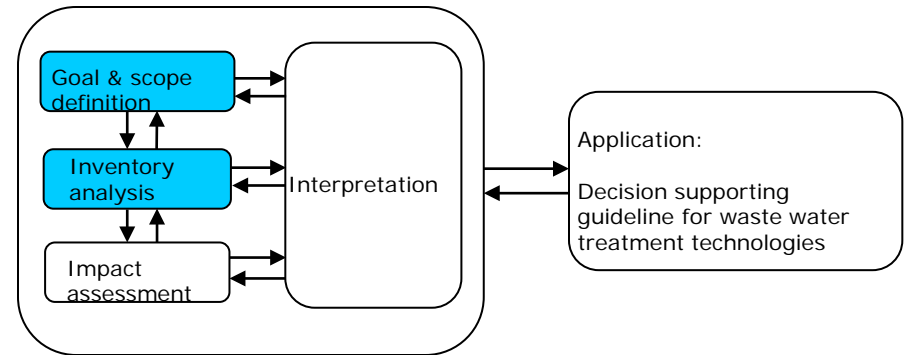 Goal & scope
definition
Inventory
analysis
Impact
assessment
Interpretation
Application:
Decision supporting
guideline for waste water
treatment technologies